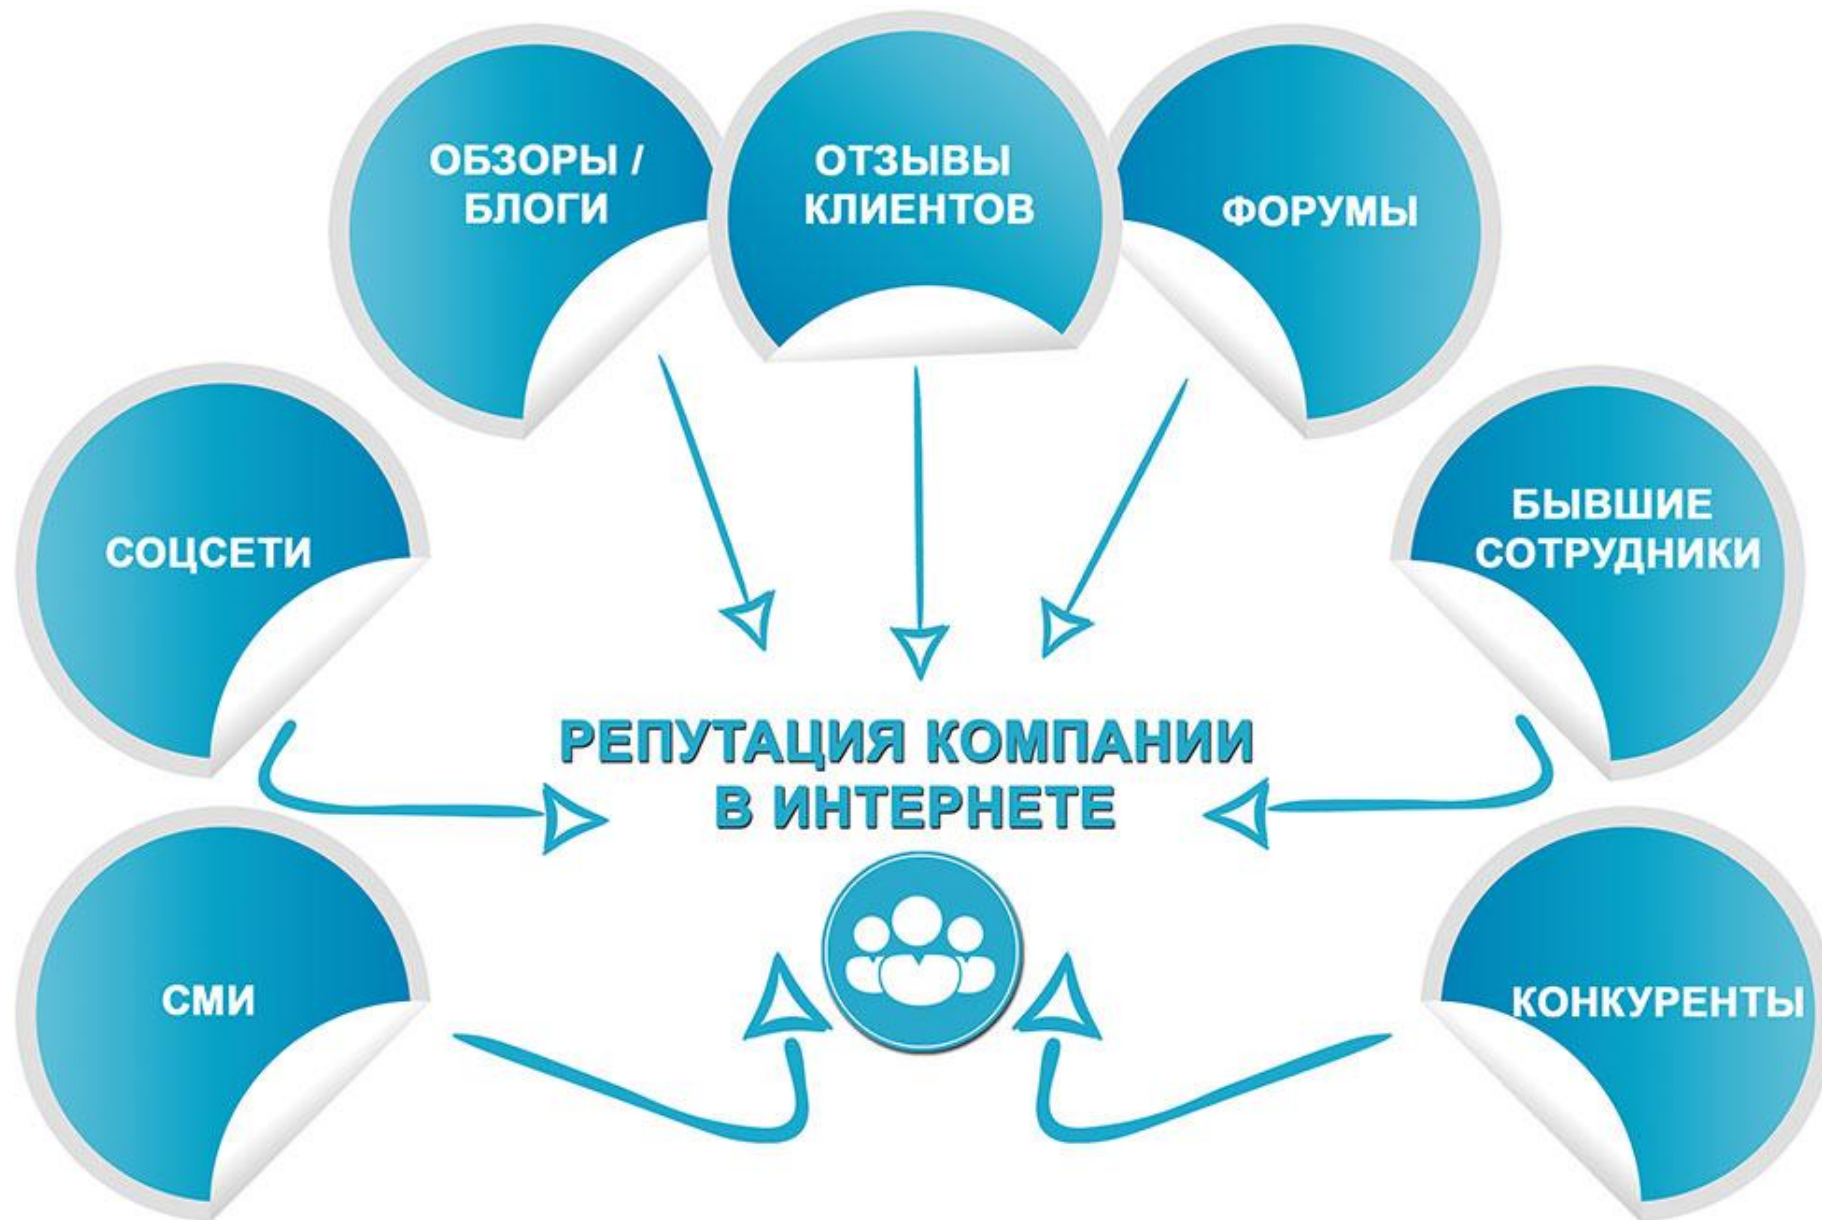 ОБЗОРЫ /
БЛОГИ
ОТЗЫВЫ
КЛИЕНТОВ
ФОРУМЫ
СОЦСЕТИ
БЫВШИЕ
СОТРУДНИКИ
РЕПУТАЦИЯ КОМПАНИИ
В ИНТЕРНЕТЕ
СМИ
КОНКУРЕНТЫ